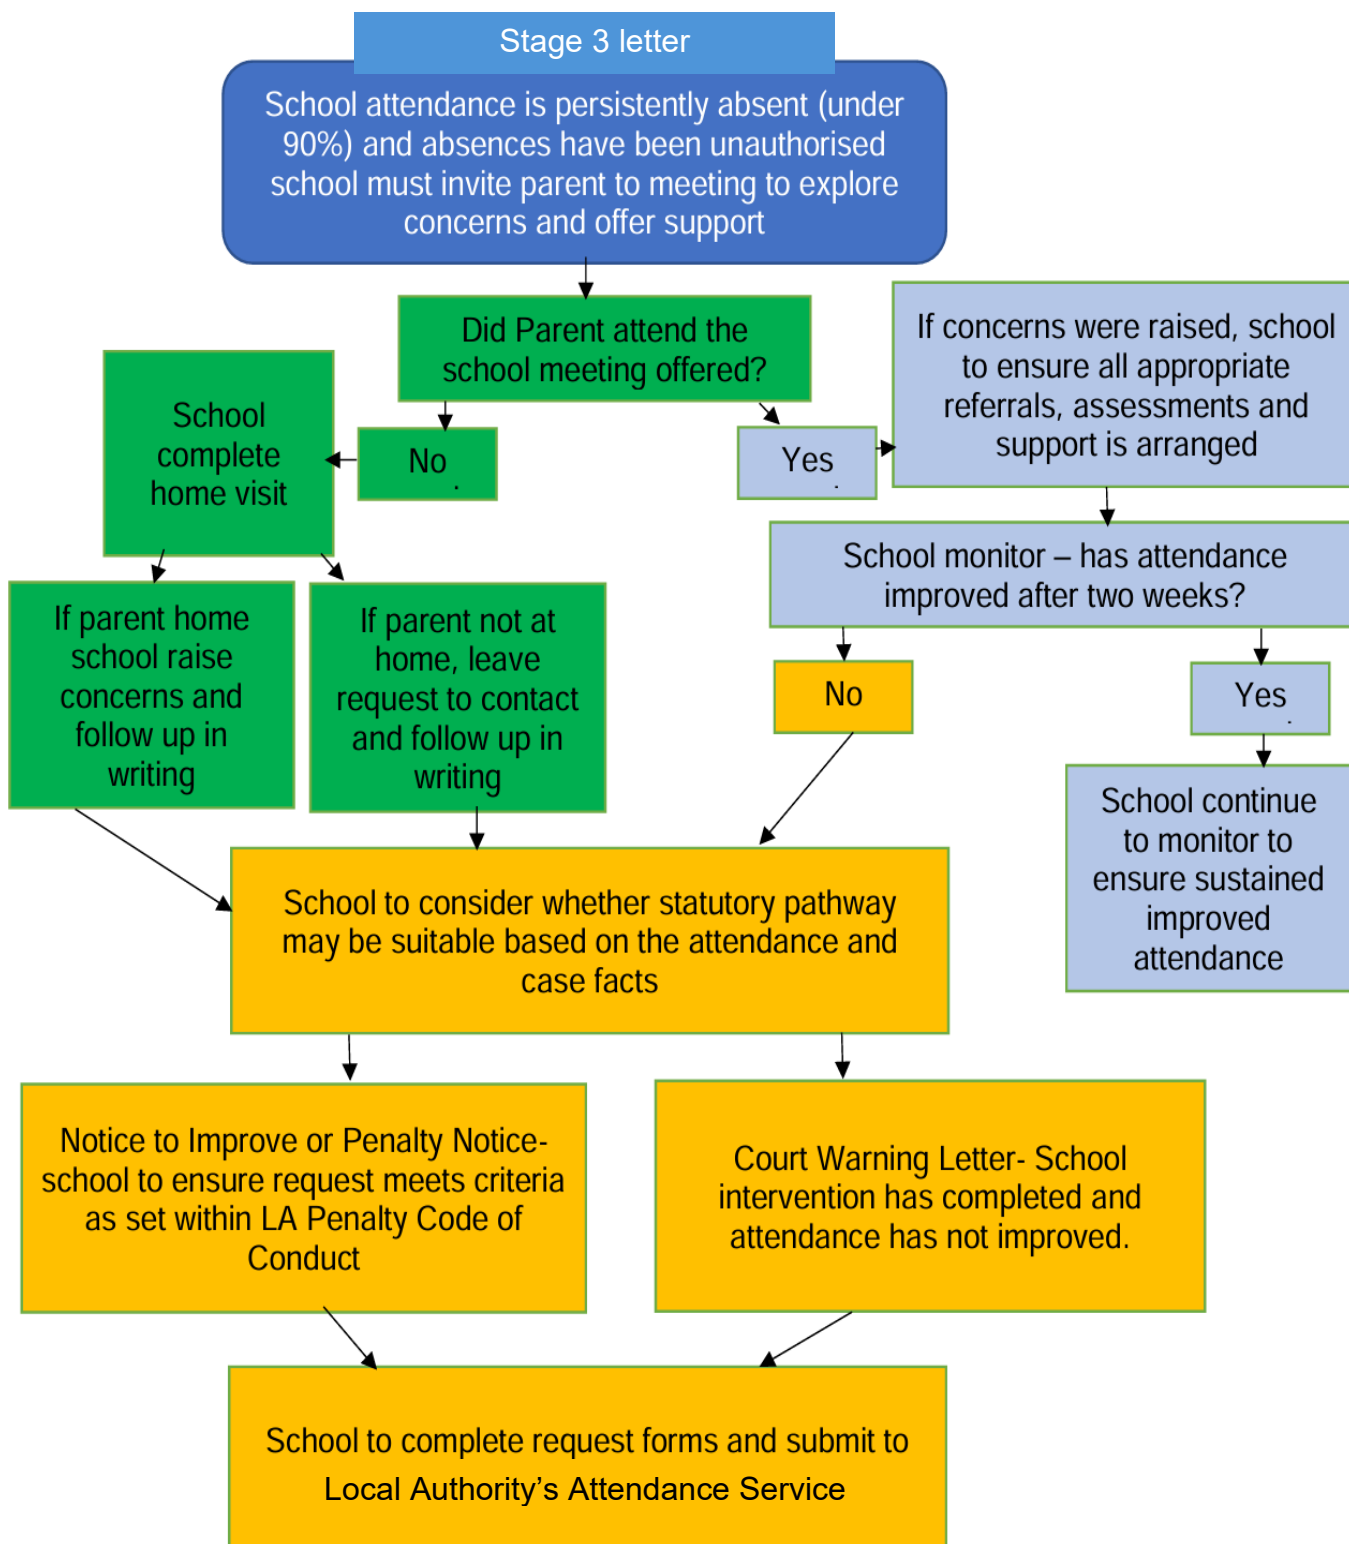 Stage 3 letter
School attendance is persistently absent (under
90%) and absences have been unauthorised
school must invite parent to meeting to explore
concerns and offer support
Did Parent attend the
school meeting offered?
If concerns were raised, school
to ensure all appropriate
referrals, assessments and
support is arranged
School
complete
home visit
No
.
Yes
.
School monitor – has attendance
improved after two weeks?
If parent home
school raise
concerns and
follow up in
writing
If parent not at
home, leave
request to contact
and follow up in
writing
No
Yes
.
School continue
to monitor to
ensure sustained
improved
attendance
School to consider whether statutory pathway
may be suitable based on the attendance and
case facts
Notice to Improve or Penalty Notice-
school to ensure request meets criteria
as set within LA Penalty Code of
Conduct
Court Warning Letter- School
intervention has completed and
attendance has not improved.
School to complete request forms and submit to
Local Authority’s Attendance Service